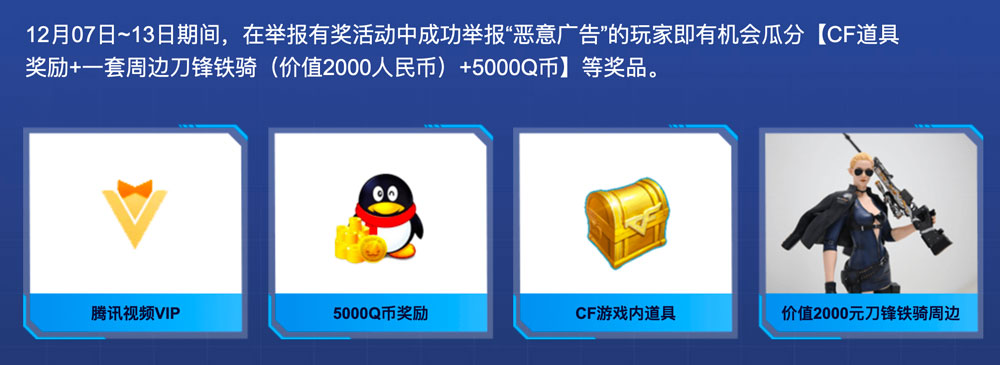 12月07日~13日期间，在举报有奖活动中成功举报“恶意广告”的玩家即有机会瓜分【CF道具
奖励+一套周边刀锋铁骑（价值2000人民币）+5000Q币】等奖品。
CF
腾讯视频VIP
5000Q币奖励
CF游戏内道具
价值2000元刀锋铁骑周边